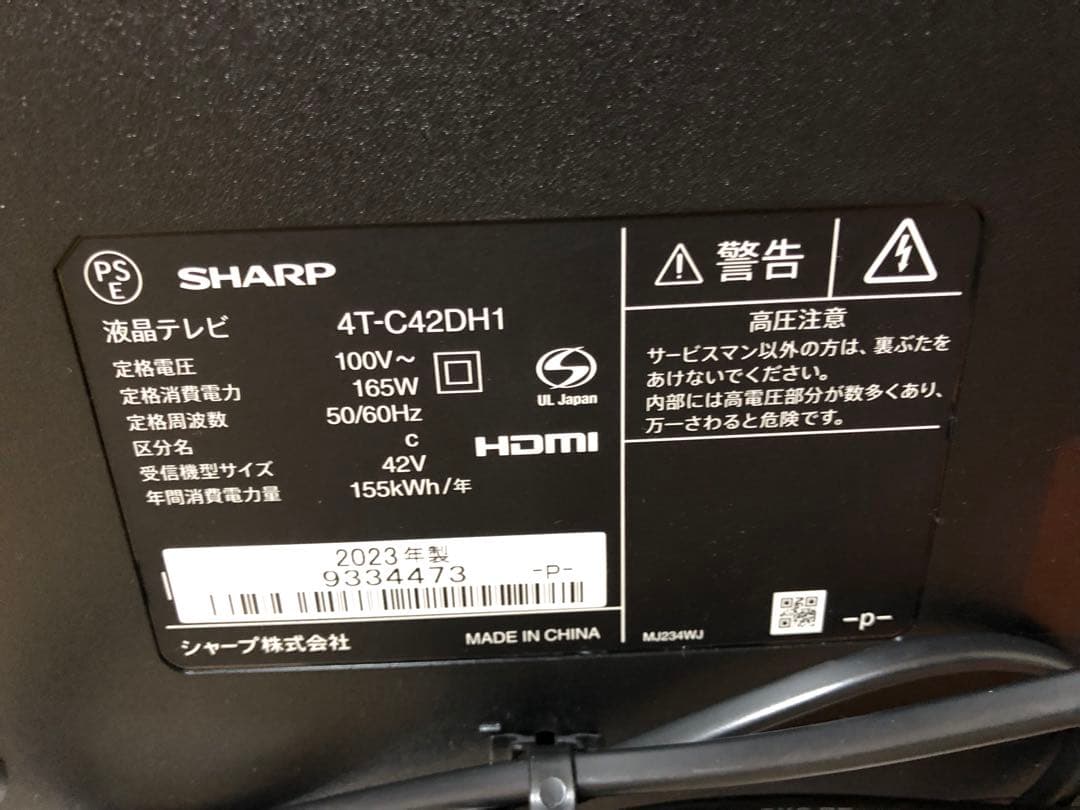 PS
E
SHARP
液晶テレビ 4T-C42DH1
定格電圧 100V～
定格消費電力 165W
定格周波数 50/60Hz
区分名 c
受信機型サイズ 42V
年間消費電力量 155kWh/年
UL Japan
HDMI
2023年製
9334473 -P-
シャープ株式会社 MADE IN CHINA
警告
高圧注意
サービスマン以外の方は、裏ぶたを
あけないでください。
内部には高電圧部分が数多くあり、
万一さわると危険です。
MJ234WJ -p-